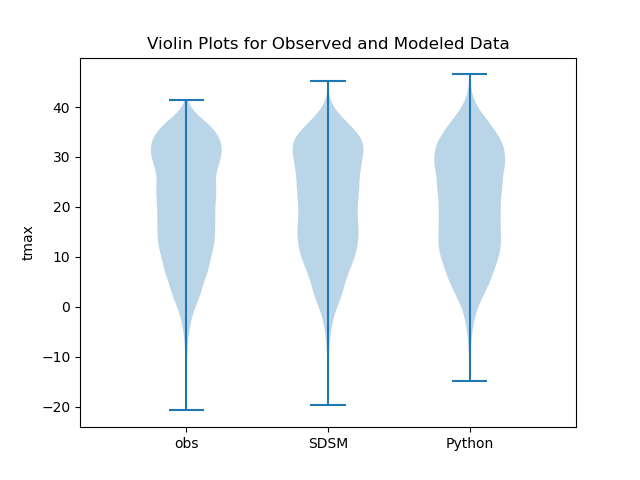 Violin Plots for Observed and Modeled Data
40
30
20
10
0
−10
−20
tmax
obs
SDSM
Python